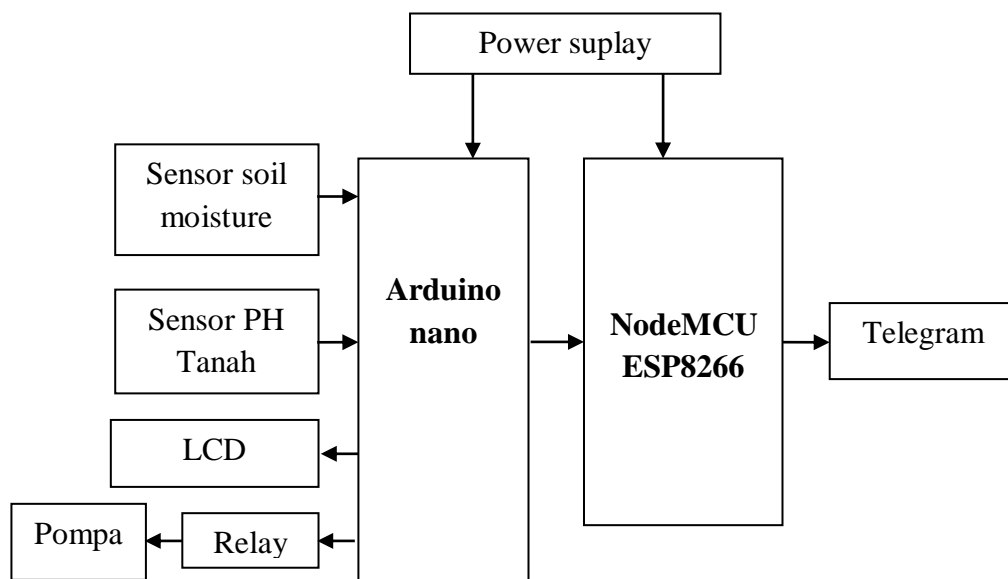 Power suplay
Sensor soil
moisture
Sensor PH
Tanah
LCD
Pompa
Relay
Arduino
nano
NodeMCU
ESP8266
Telegram